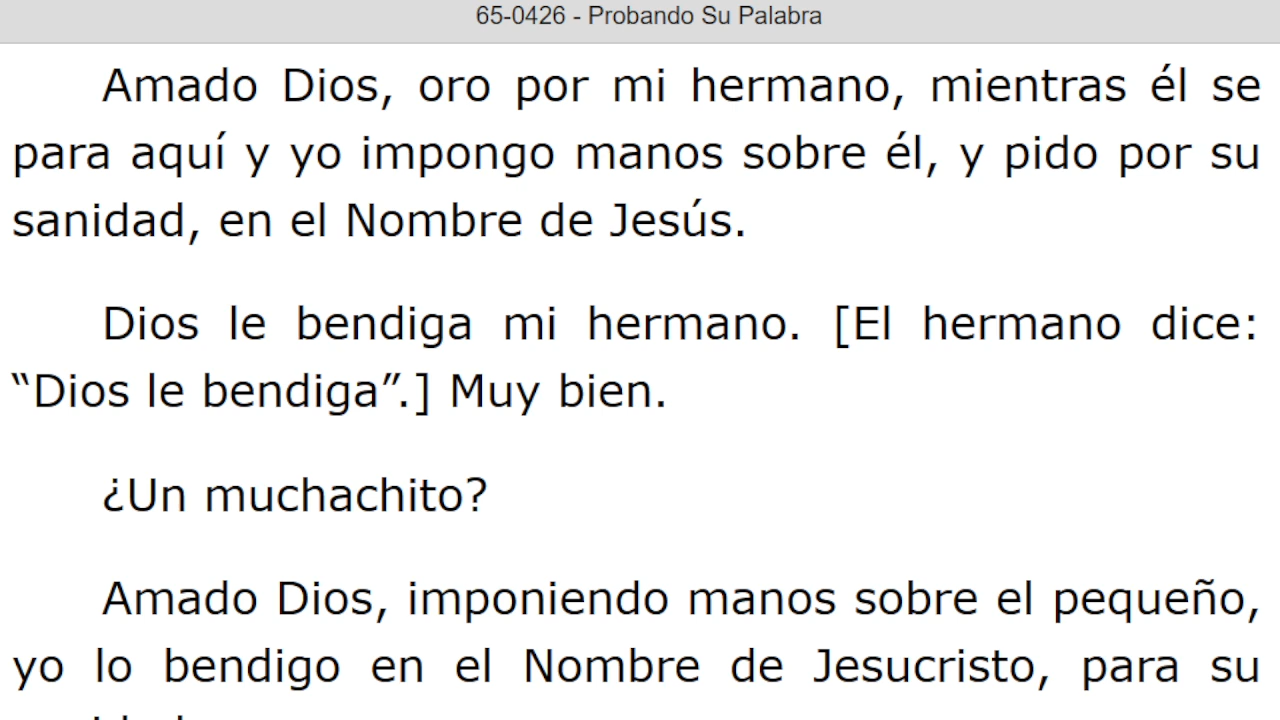 65-0426 - Probando Su Palabra
Amado Dios, oro por mi hermano, mientras él se
para aquí y yo impongo manos sobre él, y pido por su
sanidad, en el Nombre de Jesús.
Dios le bendiga mi hermano. [El hermano dice:
“Dios le bendiga”.] Muy bien.
¿Un muchachito?
Amado Dios, imponiendo manos sobre el pequeño,
yo lo bendigo en el Nombre de Jesucristo, para su